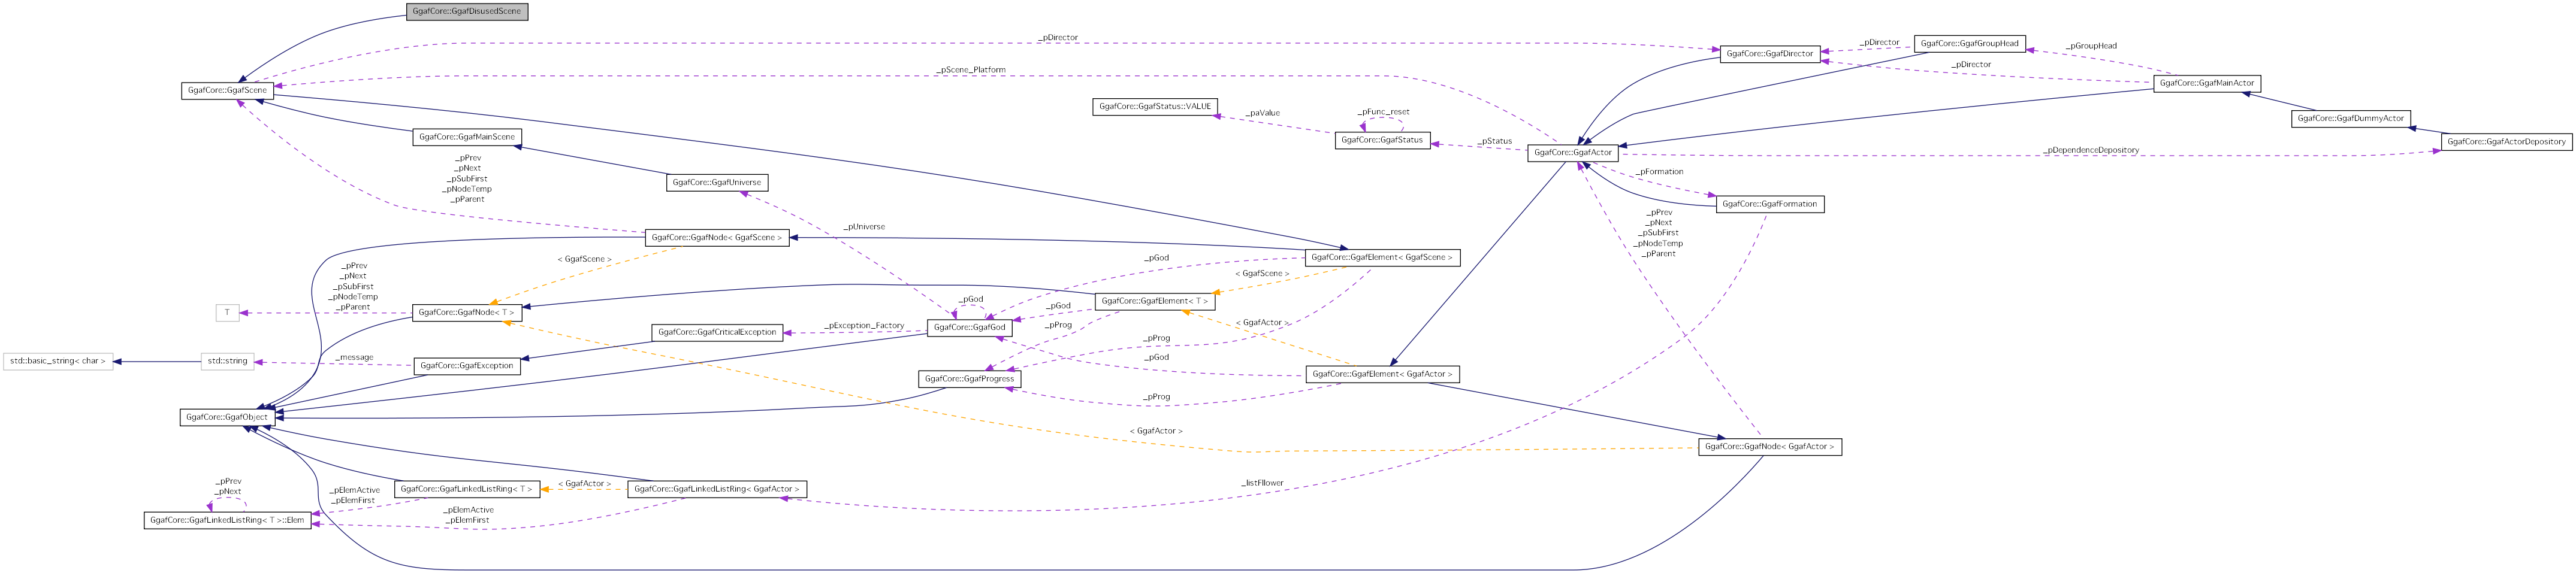 GgafCore::GgafDisusedScene
_pDirector
GgafCore::GgafGroupHead
_pDirector
GgafCore::GgafDirector
_pGroupHead
_pDirector
_pScene_Platform
GgafCore::GgafMainActor
GgafCore::GgafScene
GgafCore::GgafStatus::VALUE
_paValue
_pFunc_reset
GgafCore::GgafDummyActor
GgafCore::GgafMainScene
GgafCore::GgafStatus
_pStatus
GgafCore::GgafActorDepository
GgafCore::GgafActor
_pDependenceDepository
_pPrev
_pNext
_pSubFirst
_pNodeTemp
_pParent
GgafCore::GgafUniverse
_pFormation
GgafCore::GgafFormation
_pPrev
_pNext
_pSubFirst
_pNodeTemp
_pParent
_pUniverse
GgafCore::GgafNode< GgafScene >
GgafCore::GgafElement< GgafScene >
_pGod
< GgafScene >
< GgafScene >
_pPrev
_pNext
_pSubFirst
_pNodeTemp
_pParent
T
GgafCore::GgafNode< T >
_pGod
GgafCore::GgafElement< T >
_pGod
_pProg
< GgafActor >
_pException_Factory
GgafCore::GgafGod
GgafCore::GgafCriticalException
_pProg
_pGod
std::basic_string< char >
std::string
_message
GgafCore::GgafException
GgafCore::GgafProgress
GgafCore::GgafElement< GgafActor >
_pProg
GgafCore::GgafObject
< GgafActor >
GgafCore::GgafNode< GgafActor >
_pPrev
_pNext
GgafCore::GgafLinkedListRing< T >::Elem
_pElemActive
_pElemFirst
GgafCore::GgafLinkedListRing< T >
< GgafActor >
GgafCore::GgafLinkedListRing< GgafActor >
_listFllower
_pElemActive
_pElemFirst